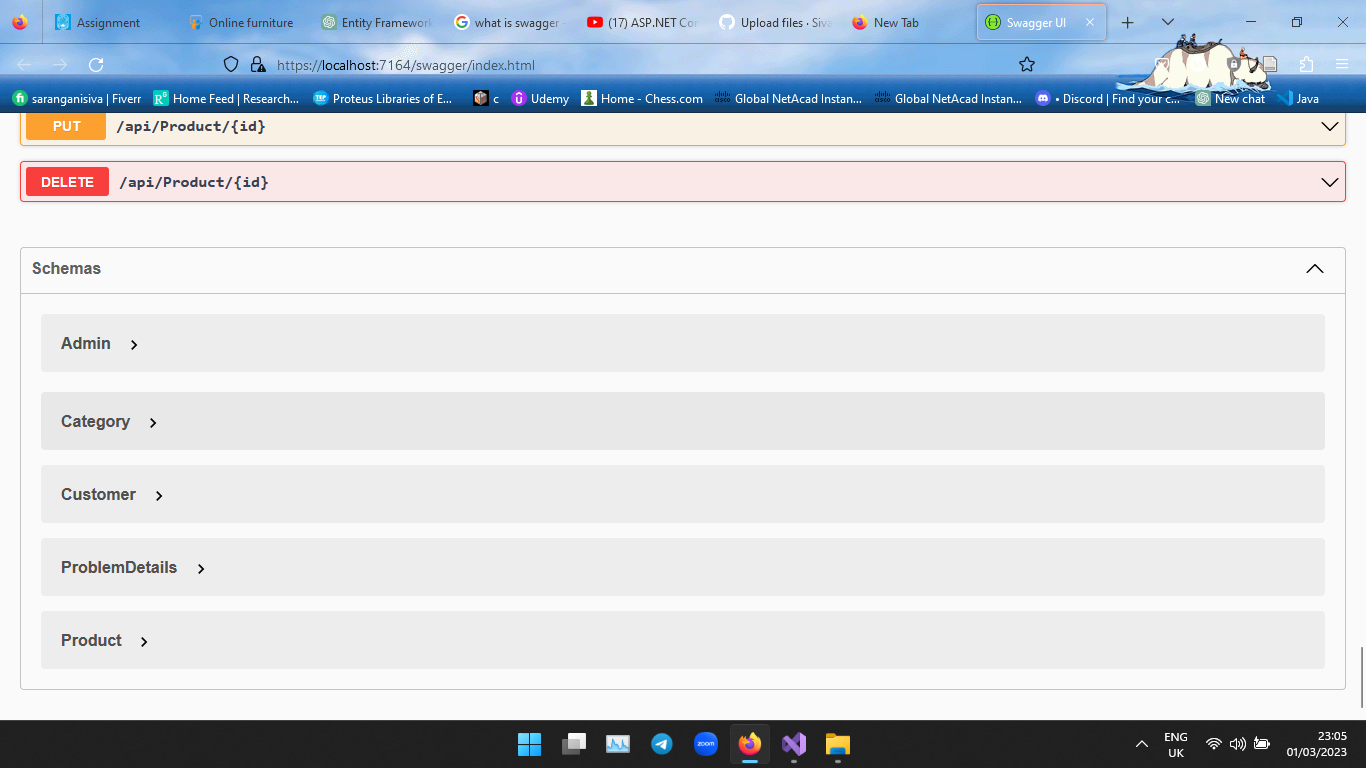 Assignment
Online furniture
Entity Framework
what is swagger -
(17) ASP.NET Cor
Upload files · Siva
New Tab
Swagger UI
https://localhost:7164/swagger/index.html
saranganisiva | Fiverr
Home Feed | Research...
Proteus Libraries of E...
c
Udemy
Home - Chess.com
Global NetAcad Instan...
Global NetAcad Instan...
• Discord | Find your c...
New chat
Java
PUT /api/Product/{id}
DELETE /api/Product/{id}
Schemas
Admin
Category
Customer
ProblemDetails
Product
zoom
ENG
UK
23:05
01/03/2023